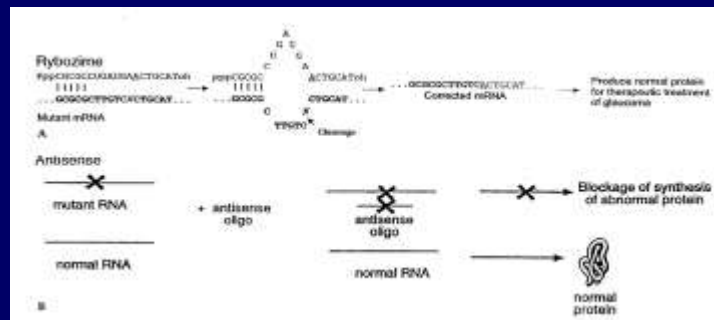 Rybozime
Mutant mRNA
A
Cleavage
Corrected mRNA
Produce normal protein
for therapeutic treatment
of glaucoma
Antisense
mutant RNA
+ antisense
oligo
antisense
oligo
Blockage of synthesis
of abnormal protein
normal RNA
normal RNA
normal
protein
B